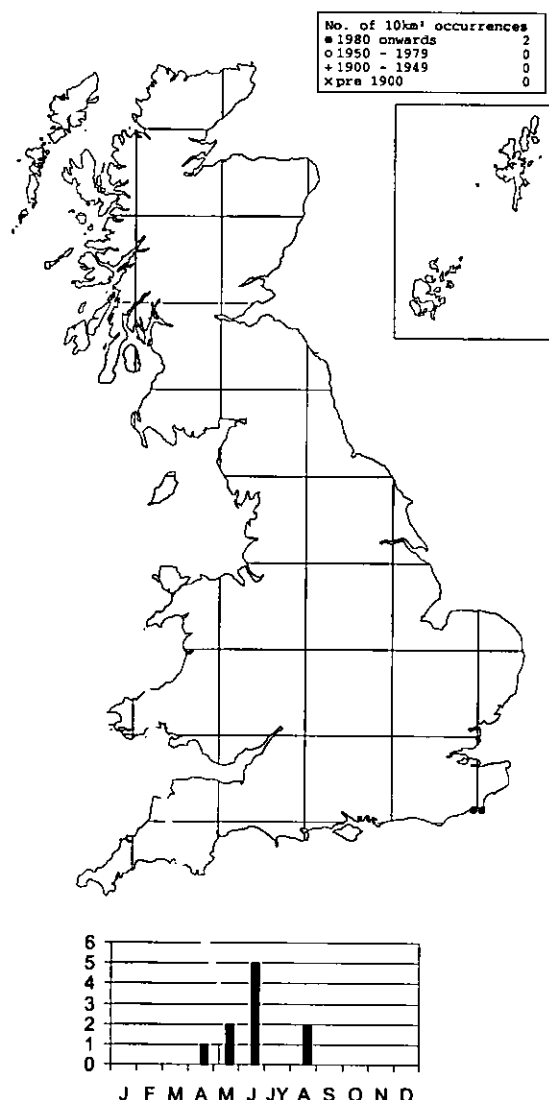 No. of 10km² occurrences
● 1980 onwards 2
o 1950 - 1979 0
+ 1900 - 1949 0
x pre 1900 0
6
5
4
3
2
1
0
J F M A M J JY A S O N D